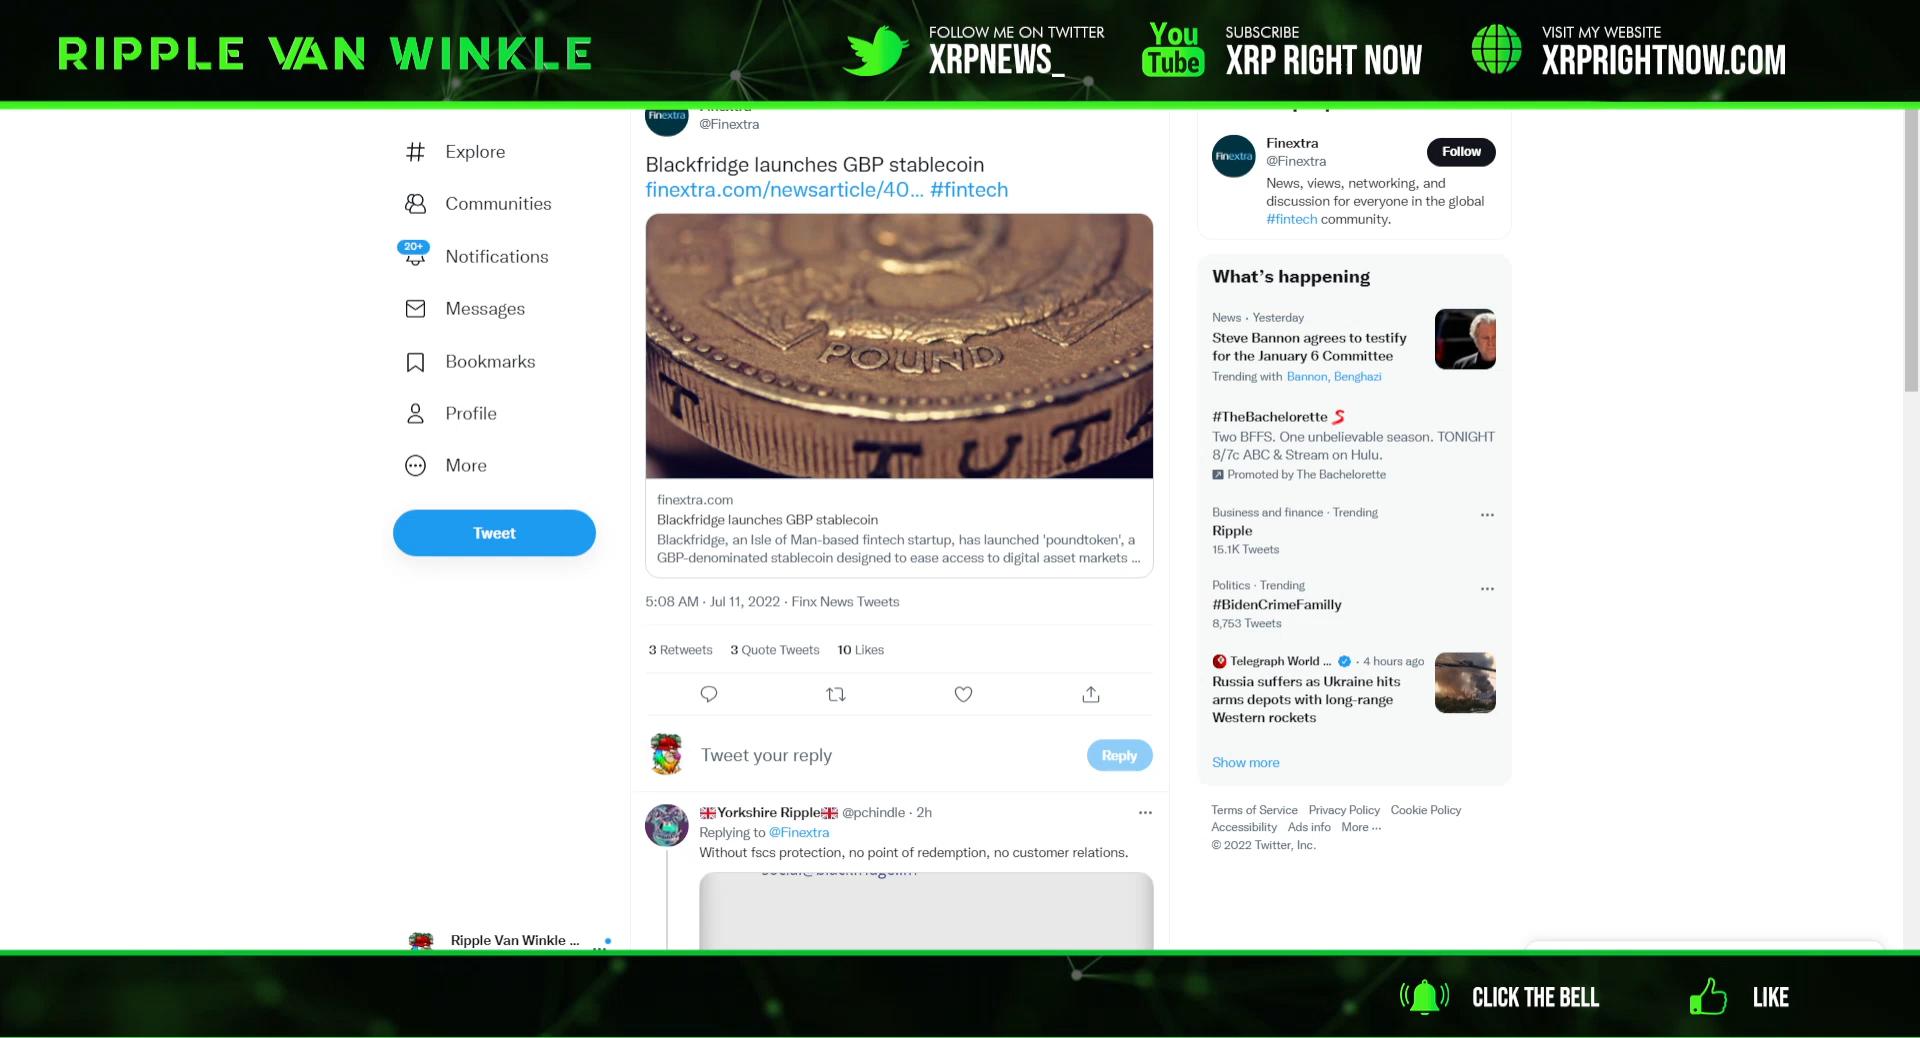 RIPPLE VAN WINKLE
FOLLOW ME ON TWITTER
XRPNEWS_
You
Tube
SUBSCRIBE
XRP RIGHT NOW
VISIT MY WEBSITE
XRPRIGHTNOW.COM
Explore
Communities
20+
Notifications
Messages
Bookmarks
Profile
More
Tweet
Ripple Van Winkle ...
Finextra
@Finextra
Blackfridge launches GBP stablecoin
finextra.com/newsarticle/40... #fintech
POUND
TUTA
finextra.com
Blackfridge launches GBP stablecoin
Blackfridge, an Isle of Man-based fintech startup, has launched 'poundtoken', a
GBP-denominated stablecoin designed to ease access to digital asset markets ...
5:08 AM · Jul 11, 2022 · Finx News Tweets
3 Retweets 3 Quote Tweets 10 Likes
Tweet your reply
Reply
Yorkshire Ripple @pchindle · 2h
Replying to @Finextra
Without fscs protection, no point of redemption, no customer relations.
Finextra
Finextra
@Finextra
Follow
News, views, networking, and
discussion for everyone in the global
#fintech community.
What's happening
News · Yesterday
Steve Bannon agrees to testify
for the January 6 Committee
Trending with Bannon, Benghazi
#TheBachelorette
Two BFFS. One unbelievable season. TONIGHT
8/7c ABC & Stream on Hulu.
Promoted by The Bachelorette
Business and finance · Trending
Ripple
15.1K Tweets
Politics · Trending
#BidenCrimeFamilly
8,753 Tweets
Telegraph World ... · 4 hours ago
Russia suffers as Ukraine hits
arms depots with long-range
Western rockets
Show more
Terms of Service Privacy Policy Cookie Policy
Accessibility Ads info More ...
© 2022 Twitter, Inc.
CLICK THE BELL
LIKE